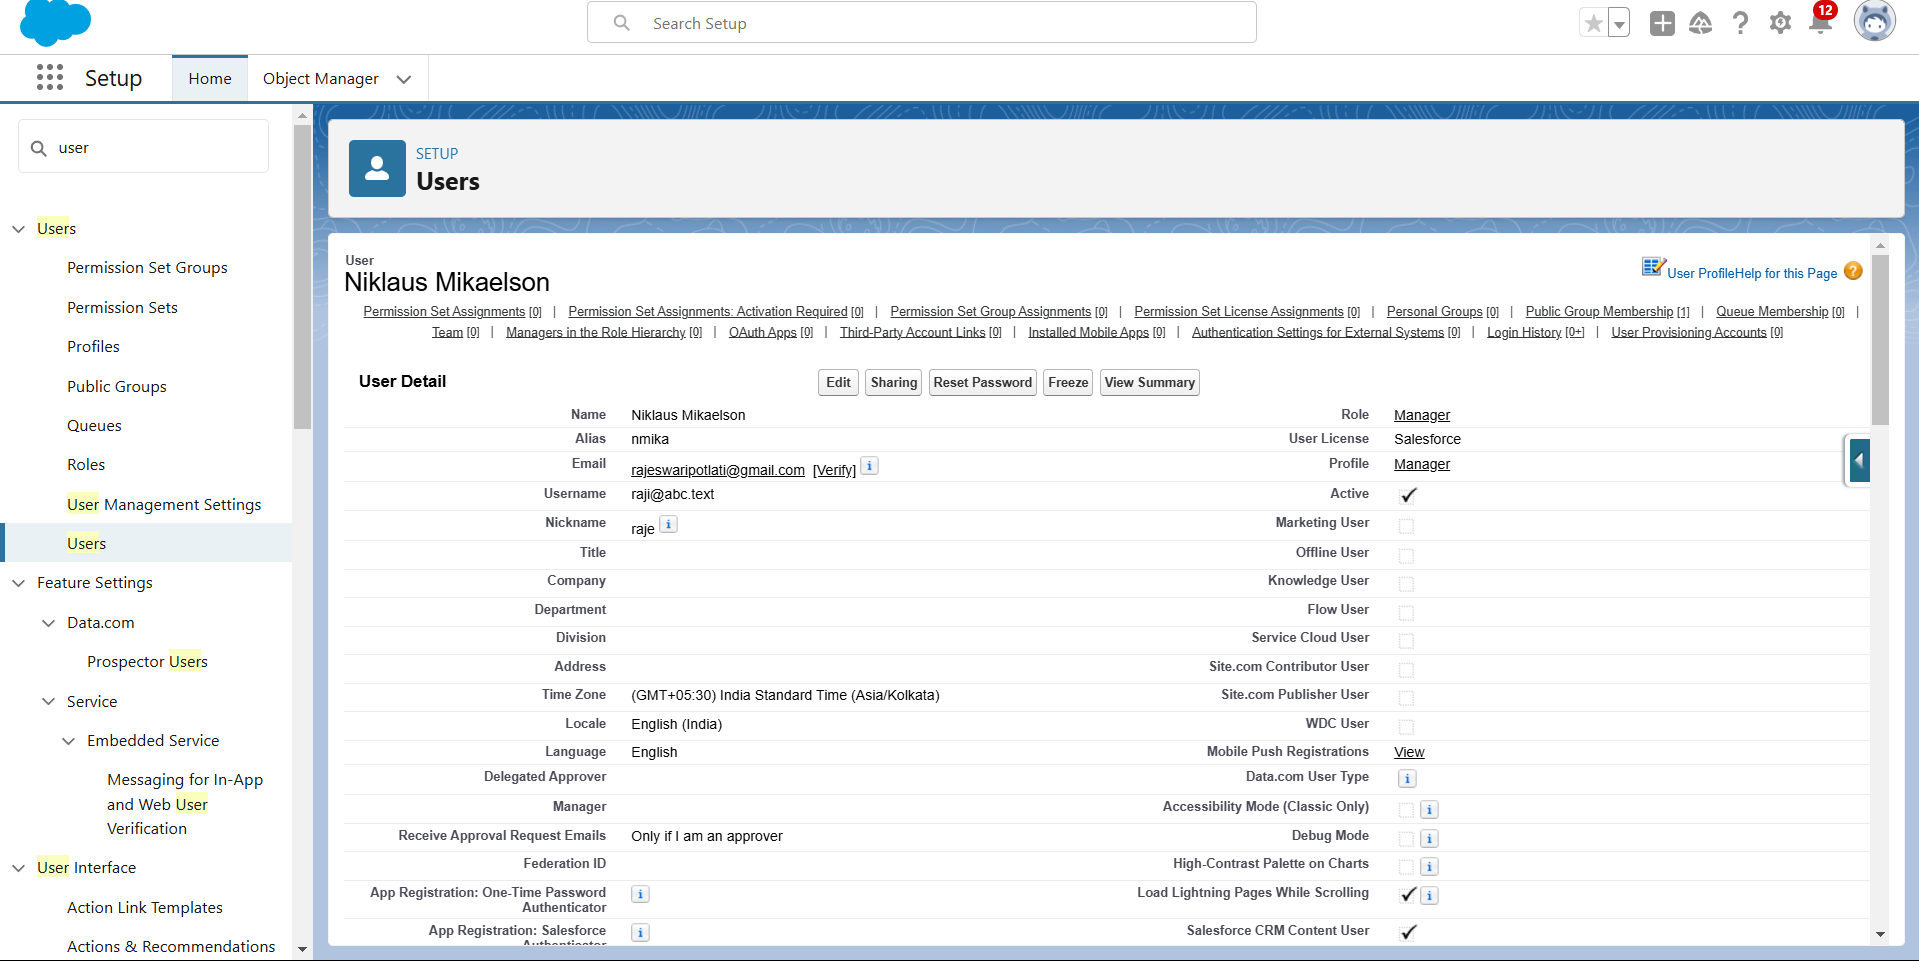 Search Setup
12
Setup
Home
Object Manager
user
Users
Permission Set Groups
Permission Sets
Profiles
Public Groups
Queues
Roles
User Management Settings
Users
Feature Settings
Data.com
Prospector Users
Service
Embedded Service
Messaging for In-App
and Web User
Verification
User Interface
Action Link Templates
Actions & Recommendations
SETUP
Users
User
Niklaus Mikaelson
User Profile Help for this Page ?
Permission Set Assignments [0] | Permission Set Assignments: Activation Required [0] | Permission Set Group Assignments [0] | Permission Set License Assignments [0] | Personal Groups [0] | Public Group Membership [1] | Queue Membership [0] |
Team [0] | Managers in the Role Hierarchy [0] | OAuth Apps [0] | Third-Party Account Links [0] | Installed Mobile Apps [0] | Authentication Settings for External Systems [0] | Login History [0+] | User Provisioning Accounts [0]
User Detail Edit Sharing Reset Password Freeze View Summary
Name Niklaus Mikaelson Role Manager
Alias nmika User License Salesforce
Email rajeswaripotlati@gmail.com [Verify] i Profile Manager
Username raji@abc.text Active
Nickname raje i Marketing User
Title Offline User
Company Knowledge User
Department Flow User
Division Service Cloud User
Address Site.com Contributor User
Time Zone (GMT+05:30) India Standard Time (Asia/Kolkata) Site.com Publisher User
Locale English (India) WDC User
Language English Mobile Push Registrations View
Delegated Approver Data.com User Type i
Manager Accessibility Mode (Classic Only) i
Receive Approval Request Emails Only if I am an approver Debug Mode i
Federation ID High-Contrast Palette on Charts i
App Registration: One-Time Password i Load Lightning Pages While Scrolling i
Authenticator
App Registration: Salesforce i Salesforce CRM Content User
Authenticator